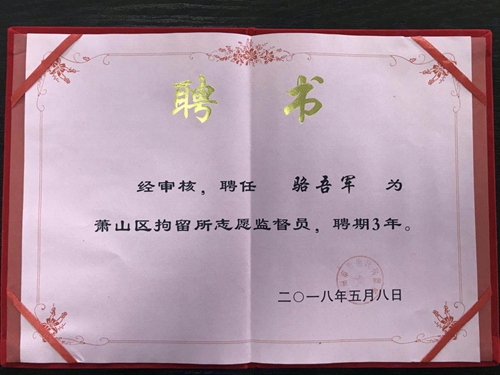 聘 书
经审核，聘任 骆吾军 为
萧山区拘留所志愿监督员，聘期3年。
二〇一八年五月八日